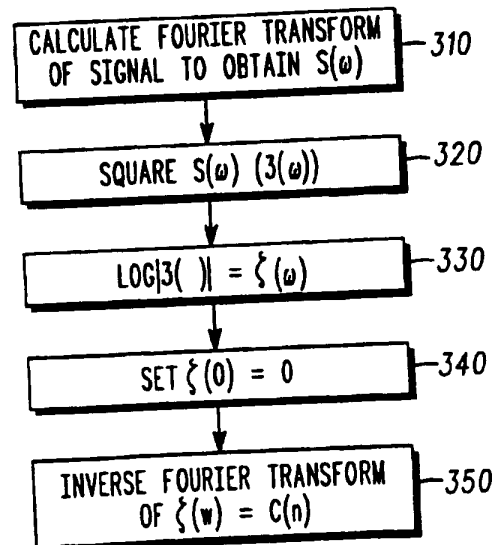 CALCULATE FOURIER TRANSFORM
OF SIGNAL TO OBTAIN S(ω)
310
SQUARE S(ω) (3(ω))
320
LOG|3( )| = ζ(ω)
330
SET ζ(0) = 0
340
INVERSE FOURIER TRANSFORM
OF ζ(w) = C(n)
350